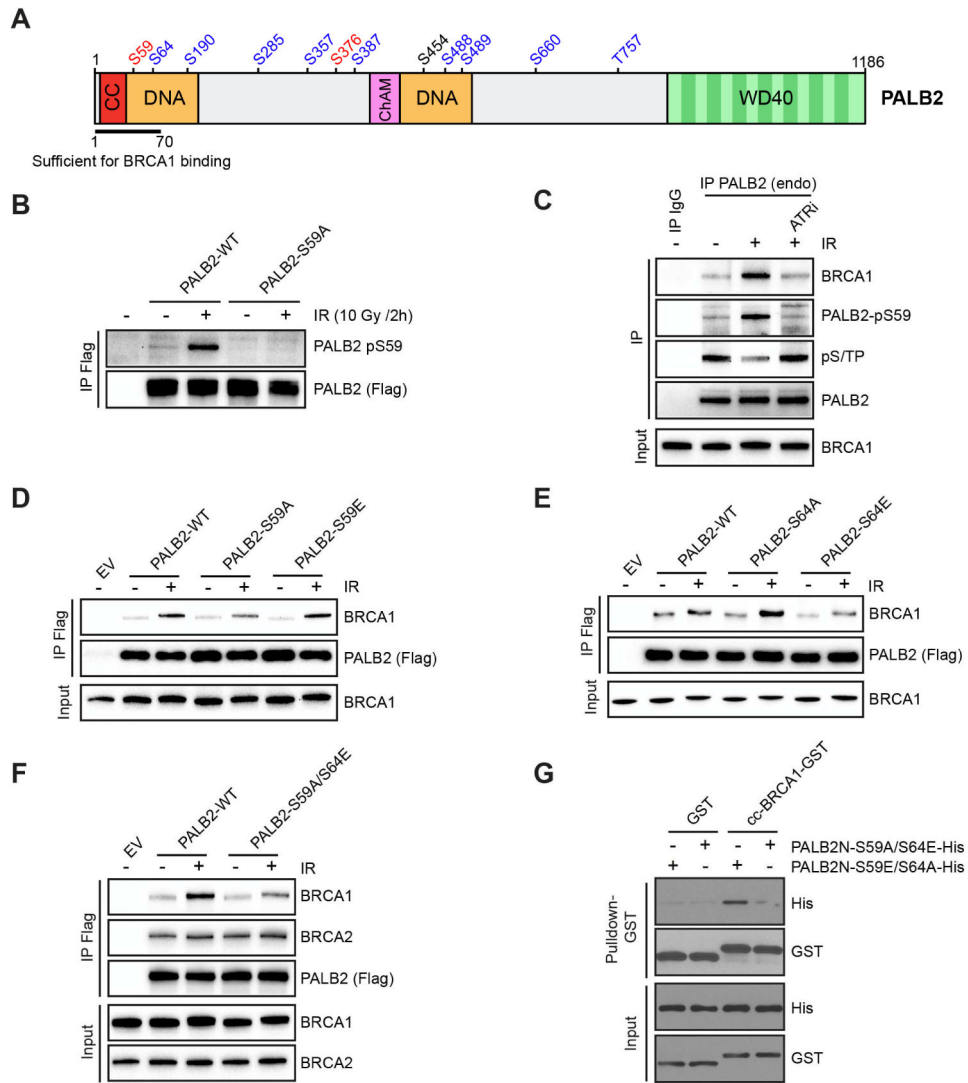 A
S59 S64 S190 S285 S357 S376 S387 S454 S488 S489 S660 T757
1 1186
CC DNA ChAM DNA WD40 PALB2
1 70
Sufficient for BRCA1 binding
B
PALB2-WT PALB2-S59A
- - + - + IR (10 Gy /2h)
IP Flag
PALB2 pS59
PALB2 (Flag)
C
IP IgG
IP PALB2 (endo)
ATRi
- - + + IR
IP
BRCA1
PALB2-pS59
pS/TP
PALB2
Input
BRCA1
D
EV PALB2-WT PALB2-S59A PALB2-S59E
- - + - + - + IR
IP Flag
BRCA1
PALB2 (Flag)
Input
BRCA1
E
EV PALB2-WT PALB2-S64A PALB2-S64E
- - + - + - + IR
IP Flag
BRCA1
PALB2 (Flag)
Input
BRCA1
F
EV PALB2-WT PALB2-S59A/S64E
- - + - + IR
IP Flag
BRCA1
BRCA2
PALB2 (Flag)
Input
BRCA1
BRCA2
G
GST cc-BRCA1-GST
- + - + PALB2N-S59A/S64E-His
+ - + - PALB2N-S59E/S64A-His
Pulldown-
GST
His
GST
Input
His
GST